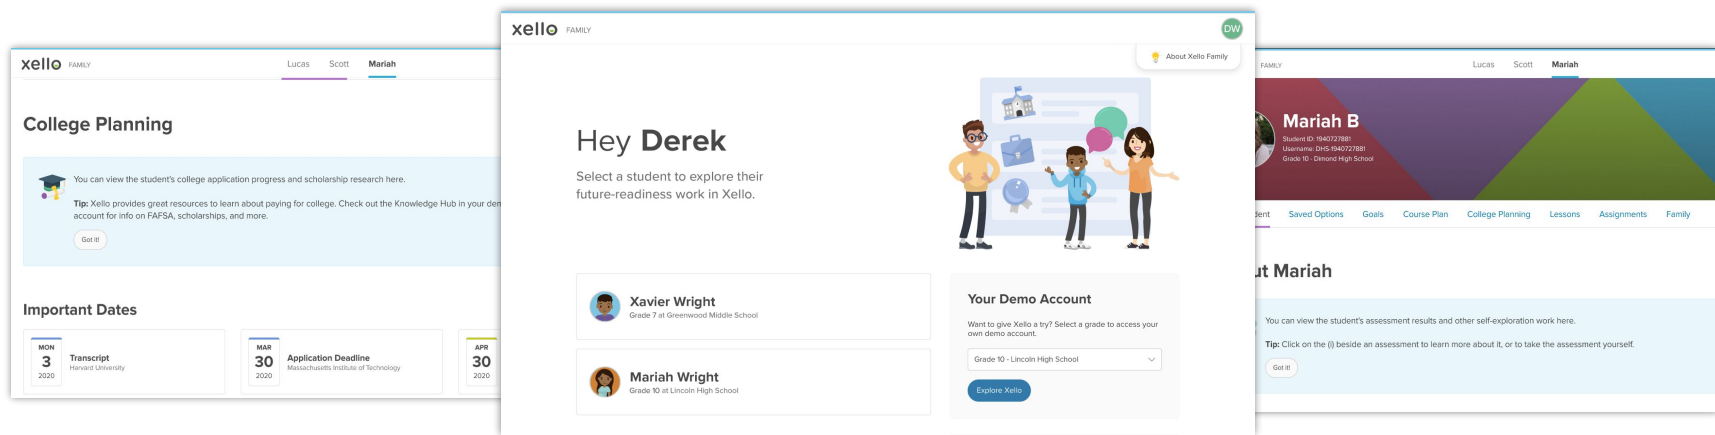 xello FAMILY
Lucas Scott Mariah
College Planning
You can view the student's college application progress and scholarship research here.
Tip: Xello provides great resources to learn about paying for college. Check out the Knowledge Hub in your
account for info on FAFSA, scholarships, and more.
Got it!
Important Dates
MON
3
2020
Transcript
Harvard University
MAR
30
2020
Application Deadline
Massachusetts Institute of Technology
APR
30
2020
xello FAMILY
DW
About Xello Family
Hey Derek
Select a student to explore their
future-readiness work in Xello.
Xavier Wright
Grade 7 at Greenwood Middle School
Mariah Wright
Grade 10 at Lincoln High School
Your Demo Account
Want to give Xello a try? Select a grade to access your
own demo account.
Grade 10 - Lincoln High School
Explore Xello
FAMILY
Lucas Scott Mariah
Mariah B
Student ID: 1940727881
Username: DHS-1940727881
Grade 10 - Dimond High School
Saved Options Goals Course Plan College Planning Lessons Assignments Family
Mariah
You can view the student's assessment results and other self-exploration work here.
Tip: Click on the (i) beside an assessment to learn more about it, or to take the assessment yourself.
Got it!